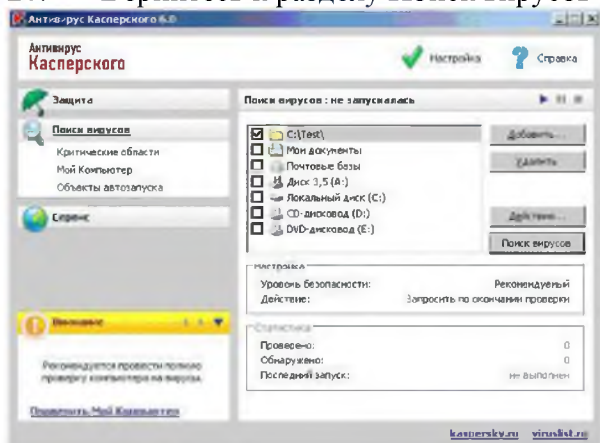 Вернитесь к разделу Поиск вирусов
Антивирус Касперского 6.0
Антивирус
Касперского
Настройка
Справка
Защита
Поиск вирусов
Критические области
Мой Компьютер
Объекты автозапуска
Сервис
Внимание
Рекомендуется провести полную
проверку компьютера на вирусы.
Проверить Мой Компьютер
Поиск вирусов : не запускалась
C:\Test\
Мои документы
Почтовые базы
Диск 3,5 (A:)
Локальный диск (C:)
CD-дисковод (D:)
DVD-дисковод (E:)
Добавить...
Удалить
Действия...
Поиск вирусов
Настройка
Уровень безопасности: Рекомендуемый
Действие: Запросить по окончании проверки
Статистика
Проверено: 0
Обнаружено: 0
Последний запуск: не выполнен
kaspersky.ru viruslist.ru